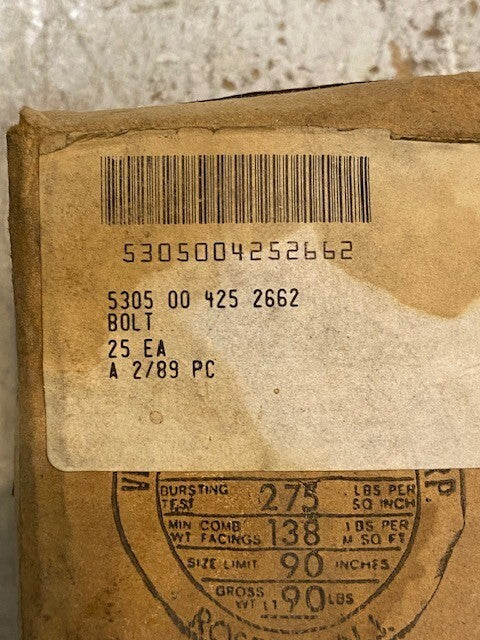 5305004252662
5305 00 425 2662
BOLT
25 EA
A 2/89 PC
BURSTING TEST 275 LBS PER SQ INCH
MIN COMB WT FACINGS 138 LBS PER M SQ FT
SIZE LIMIT 90 INCHES
GROSS WT LT 90 LBS